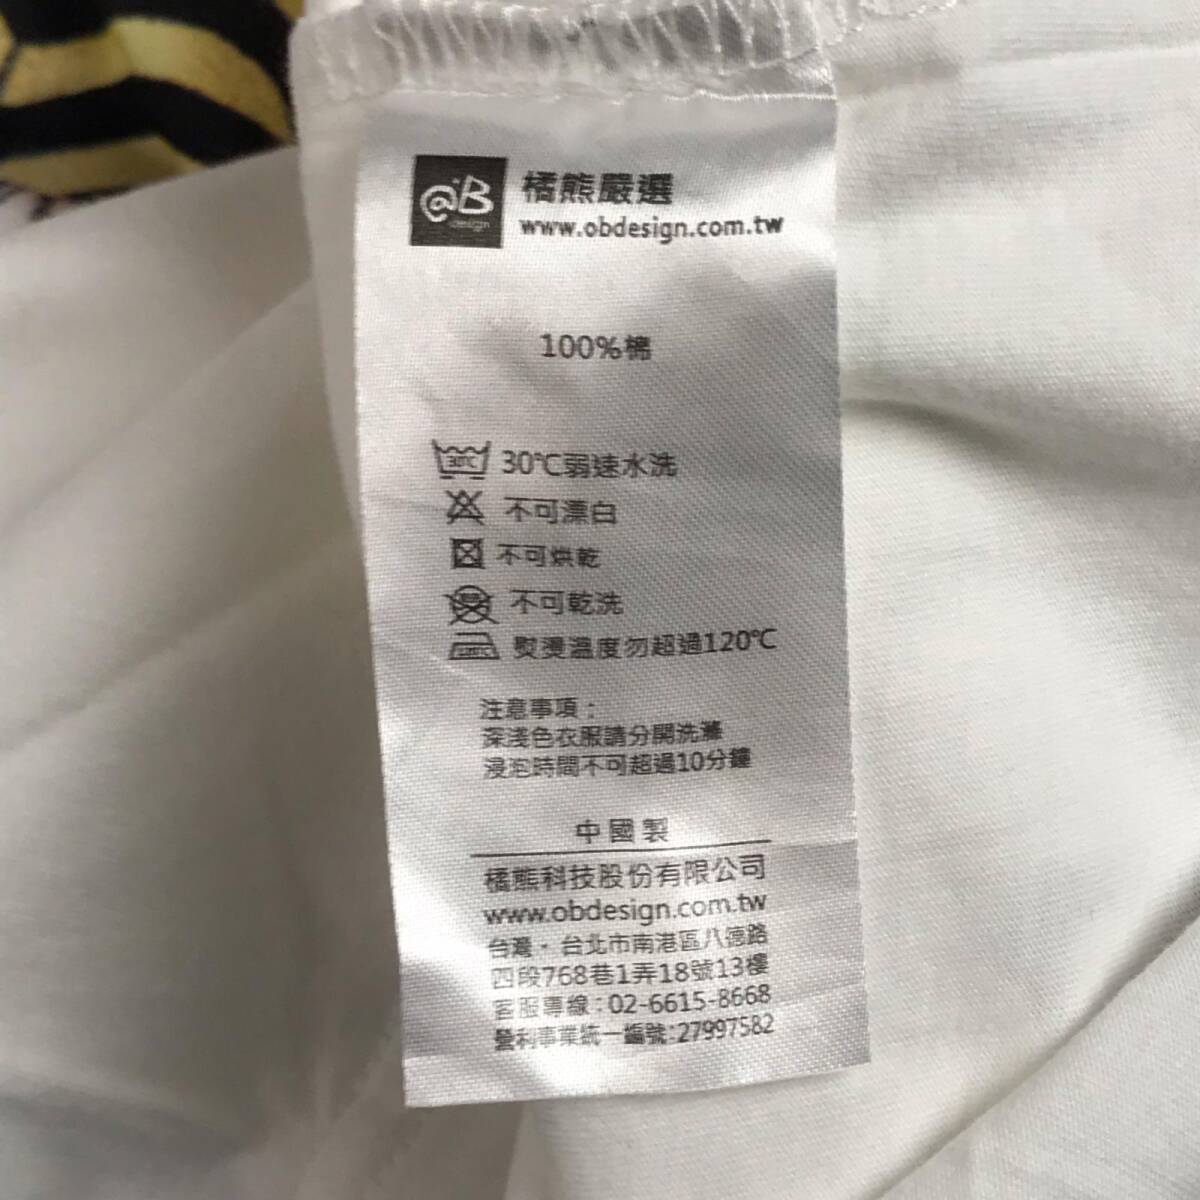 @B
design
橘熊嚴選
www.obdesign.com.tw
100%棉
30℃
30℃弱速水洗
不可漂白
不可烘乾
不可乾洗
熨燙溫度勿超過120℃
注意事項：
深淺色衣服請分開洗滌
浸泡時間不可超過10分鐘
中國製
橘熊科技股份有限公司
www.obdesign.com.tw
台灣・台北市南港區八德路
四段768巷1弄18號13樓
客服專線：02-6615-8668
營利事業統一編號：27997582